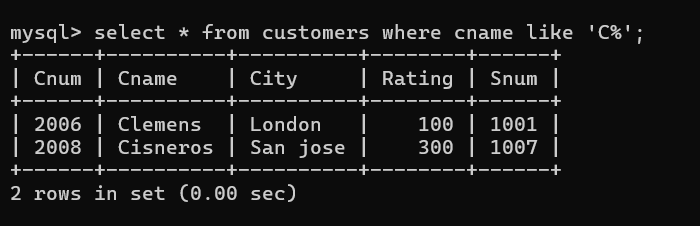 mysql> select * from customers where cname like 'C%';
+------+----------+----------+--------+------+
| Cnum | Cname    | City     | Rating | Snum |
+------+----------+----------+--------+------+
| 2006 | Clemens  | London   |    100 | 1001 |
| 2008 | Cisneros | San jose |    300 | 1007 |
+------+----------+----------+--------+------+
2 rows in set (0.00 sec)